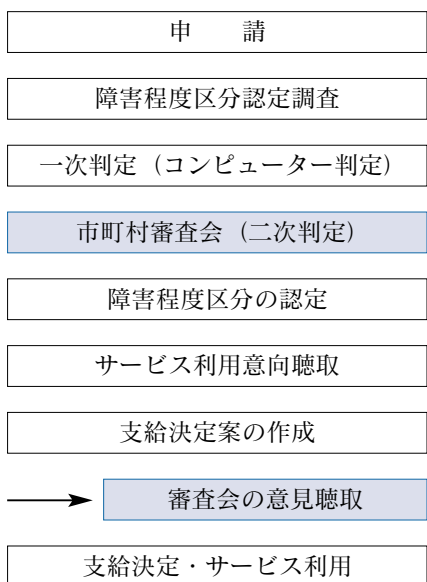 申　　請
障害程度区分認定調査
一次判定（コンピューター判定）
市町村審査会（二次判定）
障害程度区分の認定
サービス利用意向聴取
支給決定案の作成
審査会の意見聴取
支給決定・サービス利用